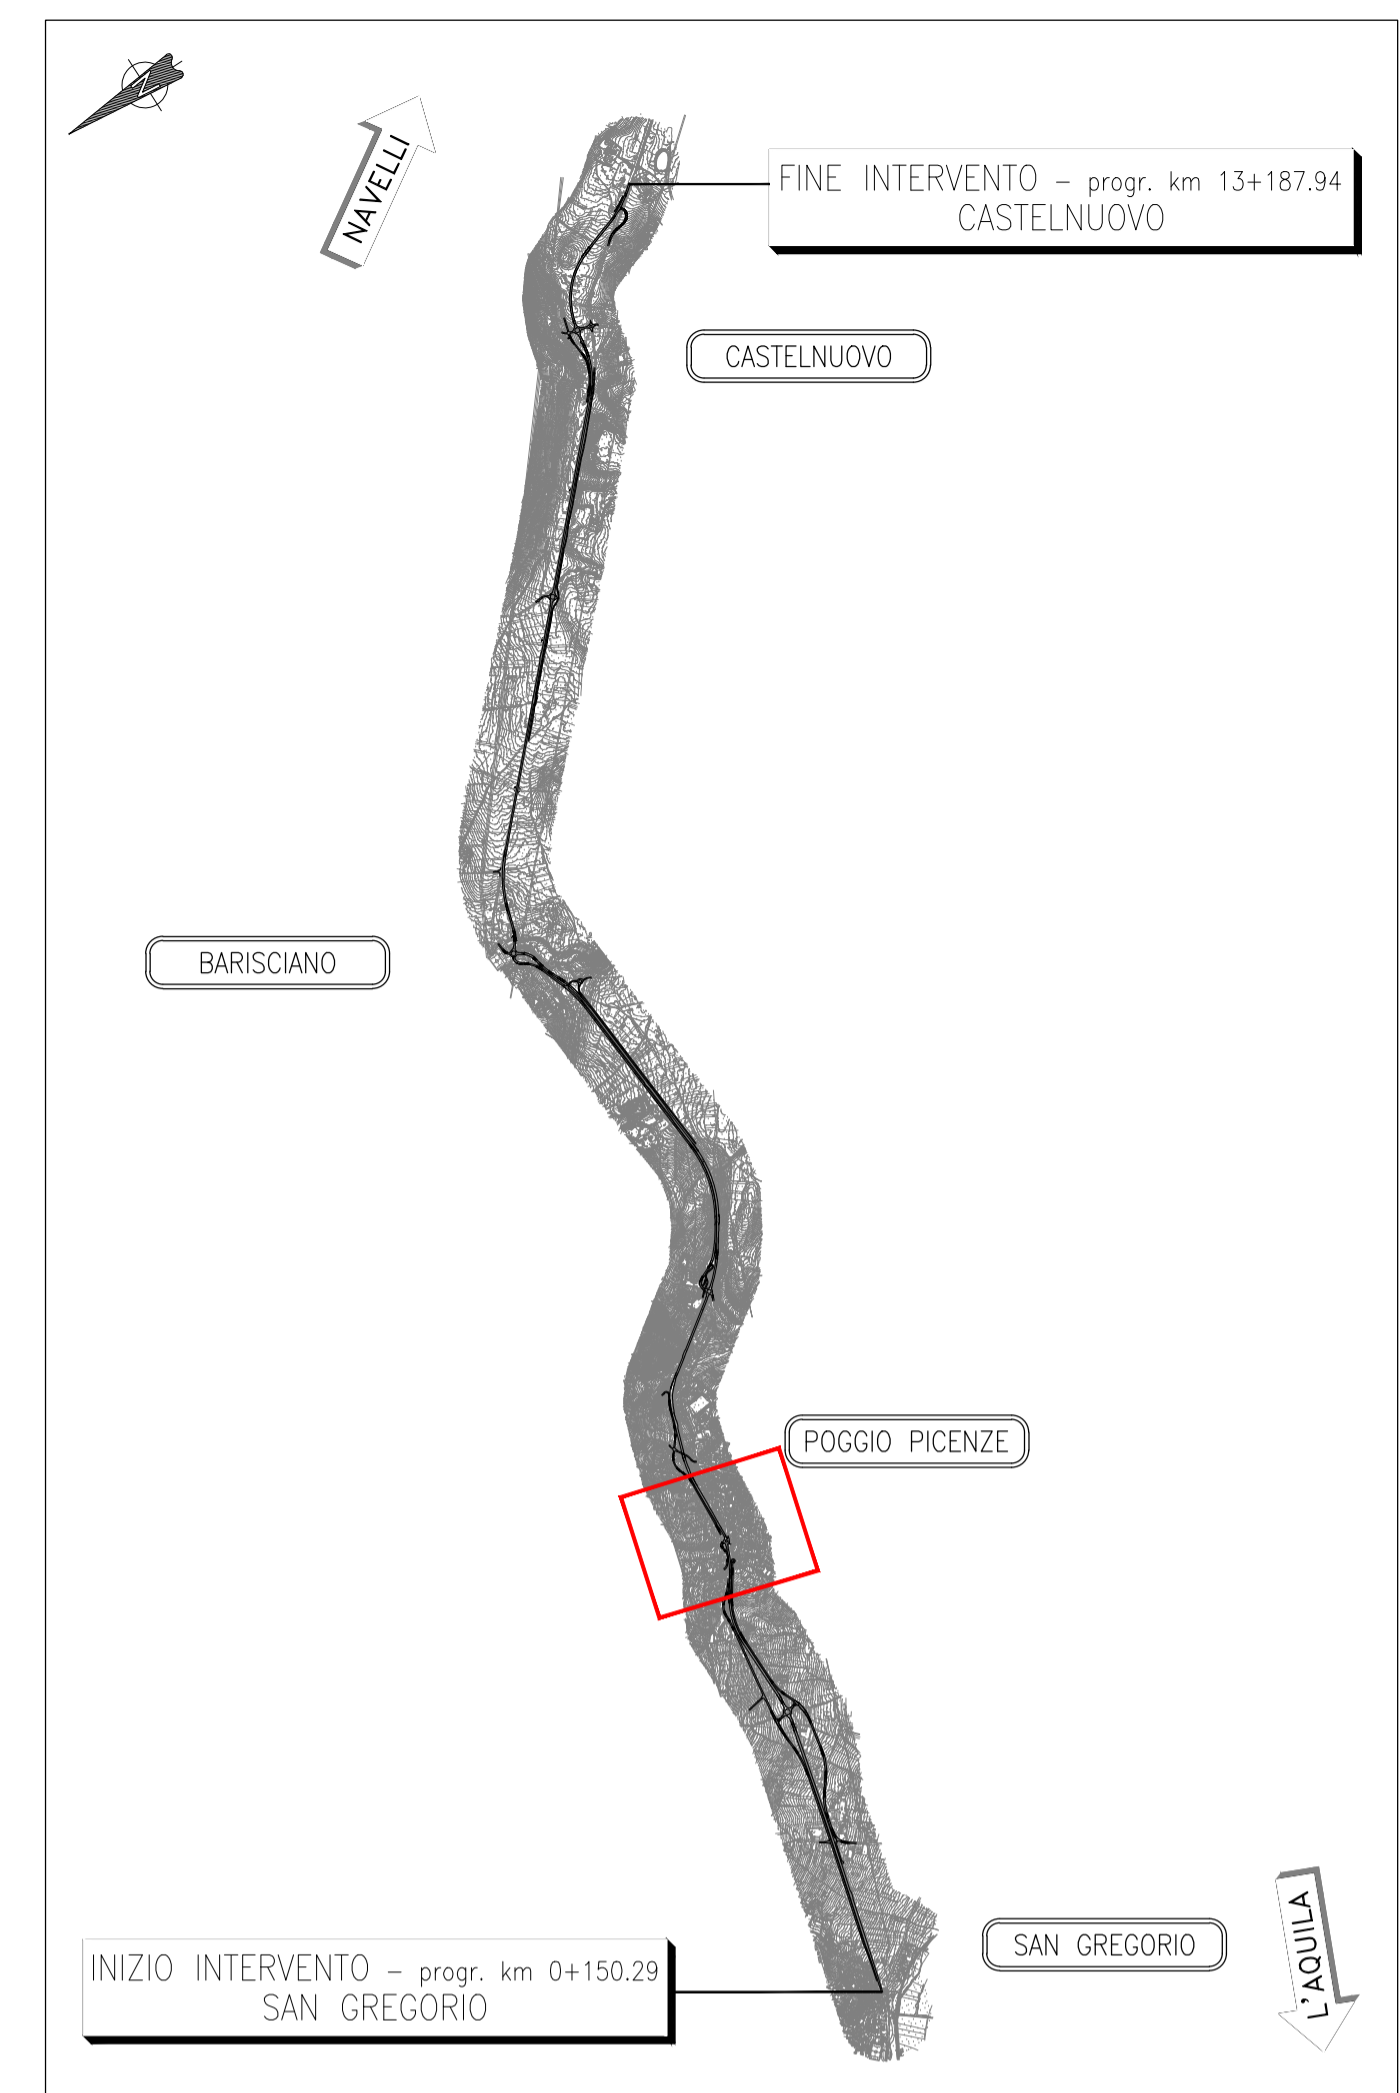 N
NAVELLI
FINE INTERVENTO – progr. km 13+187.94
CASTELNUOVO
CASTELNUOVO
BARISCIANO
POGGIO PICENZE
SAN GREGORIO
L'AQUILA
INIZIO INTERVENTO – progr. km 0+150.29
SAN GREGORIO